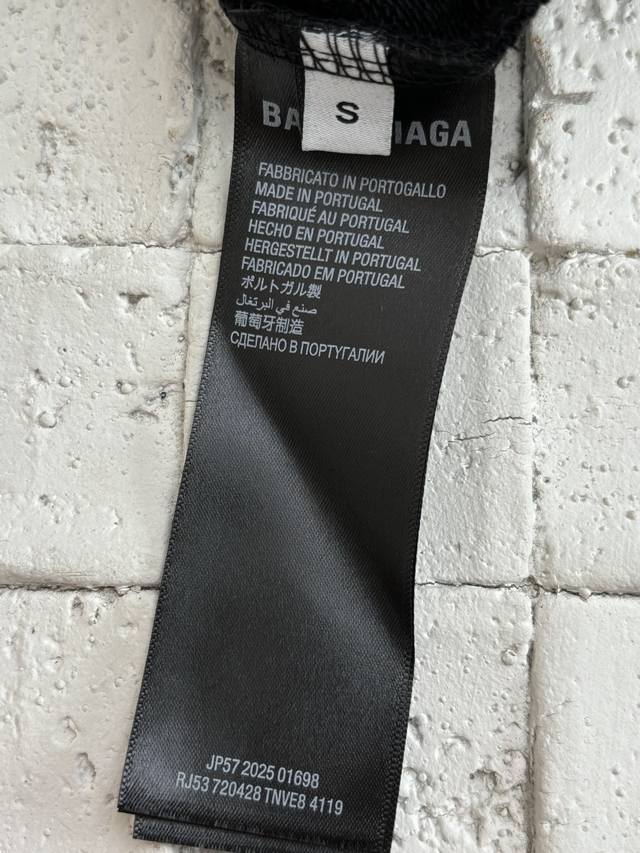 S
BA IAGA
FABBRICATO IN PORTOGALLO
MADE IN PORTUGAL
FABRIQUÉ AU PORTUGAL
HECHO EN PORTUGAL
HERGESTELLT IN PORTUGAL
FABRICADO EM PORTUGAL
ポルトガル製
صنع في البرتغال
葡萄牙制造
СДЕЛАНО В ПОРТУГАЛИИ
JP57 2025 01698
RJ53 720428 TNVE8 4119